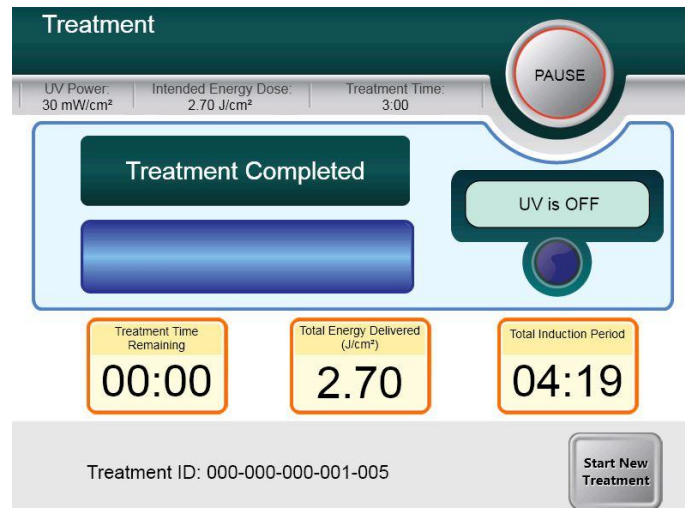 Treatment
PAUSE
UV Power:
30 mW/cm²
Intended Energy Dose:
2.70 J/cm²
Treatment Time:
3:00
Treatment Completed
UV is OFF
Treatment Time
Remaining
00:00
Total Energy Delivered
(J/cm²)
2.70
Total Induction Period
04:19
Treatment ID: 000-000-000-001-005
Start New
Treatment